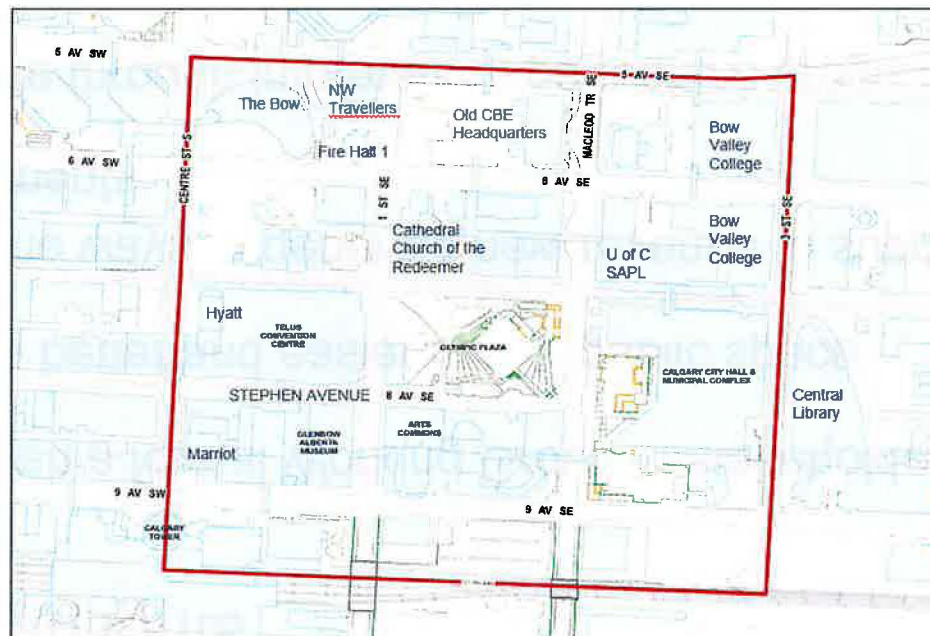 5 AV SW
5 AV SE
The Bow
NW
Travellers
Old CBE
Headquarters
MACLEOD TR SE
Bow
Valley
College
Fire Hall 1
6 AV SW
6 AV SE
CENTRE ST S
1 ST SE
3 ST SE
Cathedral
Church of the
Redeemer
U of C
SAPL
Bow
Valley
College
Hyatt
TELUS
CONVENTION
CENTRE
OLYMPIC PLAZA
CALGARY CITY HALL &
MUNICIPAL COMPLEX
STEPHEN AVENUE
8 AV SE
Central
Library
ARTS
COMMONS
GLENBOW
ALBERTA
MUSEUM
Marriot
9 AV SW
9 AV SE
CALGARY
TOWER